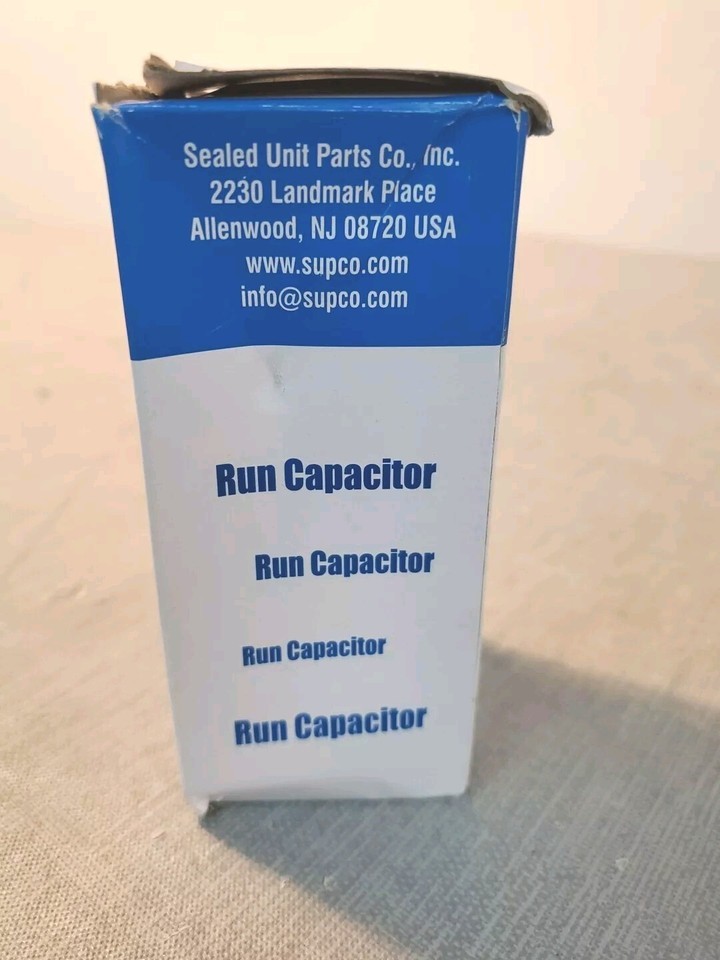 Sealed Unit Parts Co., Inc.
2230 Landmark Place
Allenwood, NJ 08720 USA
www.supco.com
info@supco.com
Run Capacitor
Run Capacitor
Run Capacitor
Run Capacitor